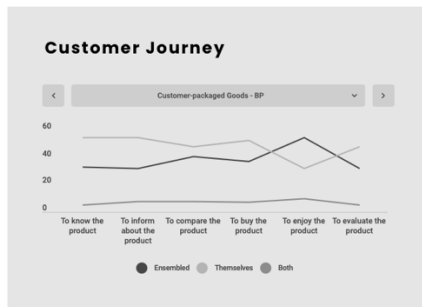 Customer Journey
Customer-packaged Goods - BP
60
40
20
0
To know the
product
To inform
about the
product
To compare the
product
To buy the
product
To enjoy the
product
To evaluate the
product
Ensembled
Themselves
Both